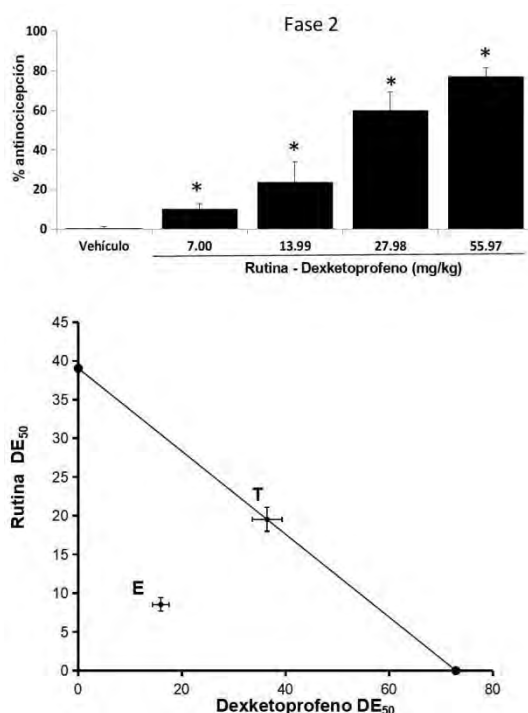 Fase 2
100
80
60
40
20
0
% antinocicepción
*
*
*
*
Vehículo 7.00 13.99 27.98 55.97
Rutina - Dexketoprofeno (mg/kg)
45
40
35
30
25
20
15
10
5
0
Rutina DE50
T
E
0 20 40 60 80
Dexketoprofeno DE50